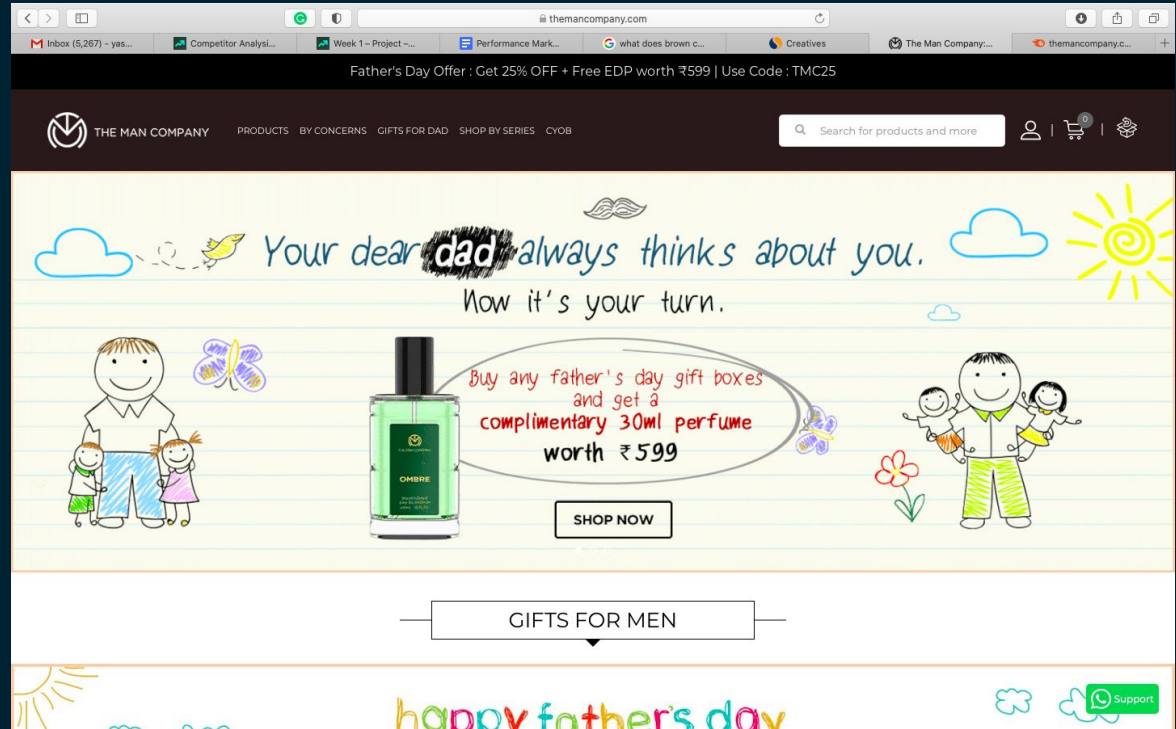 themancompany.com
Inbox (5,267) - yas...
Competitor Analysi...
Week 1 – Project –...
Performance Mark...
what does brown c...
Creatives
The Man Company:...
themancompany.c...
Father's Day Offer : Get 25% OFF + Free EDP worth ₹599 | Use Code : TMC25
THE MAN COMPANY
PRODUCTS
BY CONCERNS
GIFTS FOR DAD
SHOP BY SERIES
CYOB
Search for products and more
0
Your dear dad always thinks about you.
Now it's your turn.
Buy any father's day gift boxes
and get a
complimentary 30ml perfume
worth ₹599
OMBRE
SHOP NOW
GIFTS FOR MEN
happy father's day
Support